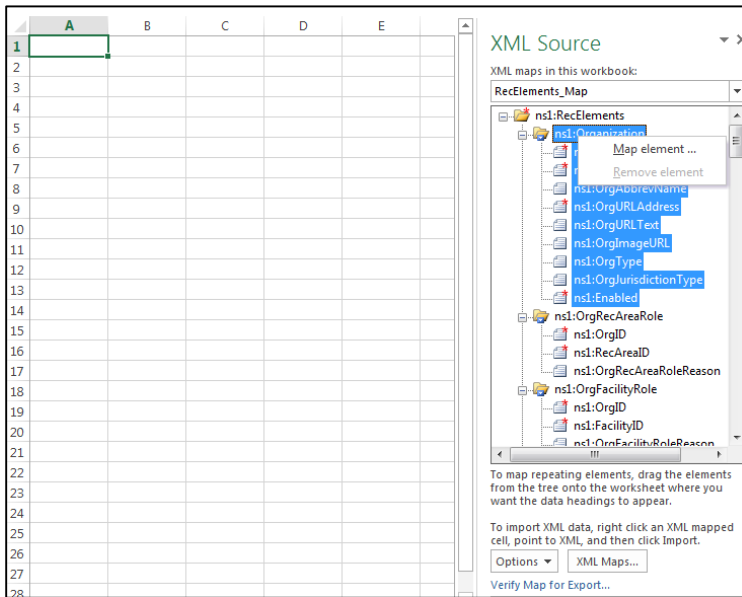 A B C D E
1
2
3
4
5
6
7
8
9
10
11
12
13
14
15
16
17
18
19
20
21
22
23
24
25
26
27
28
XML Source
XML maps in this workbook:
RecElements_Map
ns1:RecElements
ns1:Organization
Map element ...
Remove element
ns1:OrgAbbrevName
ns1:OrgURLAddress
ns1:OrgURLText
ns1:OrgImageURL
ns1:OrgType
ns1:OrgJurisdictionType
ns1:Enabled
ns1:OrgRecAreaRole
ns1:OrgID
ns1:RecAreaID
ns1:OrgRecAreaRoleReason
ns1:OrgFacilityRole
ns1:OrgID
ns1:FacilityID
ns1:OrgFacilityRoleReason
To map repeating elements, drag the elements
from the tree onto the worksheet where you
want the data headings to appear.
To import XML data, right click an XML mapped
cell, point to XML, and then click Import.
Options XML Maps...
Verify Map for Export...